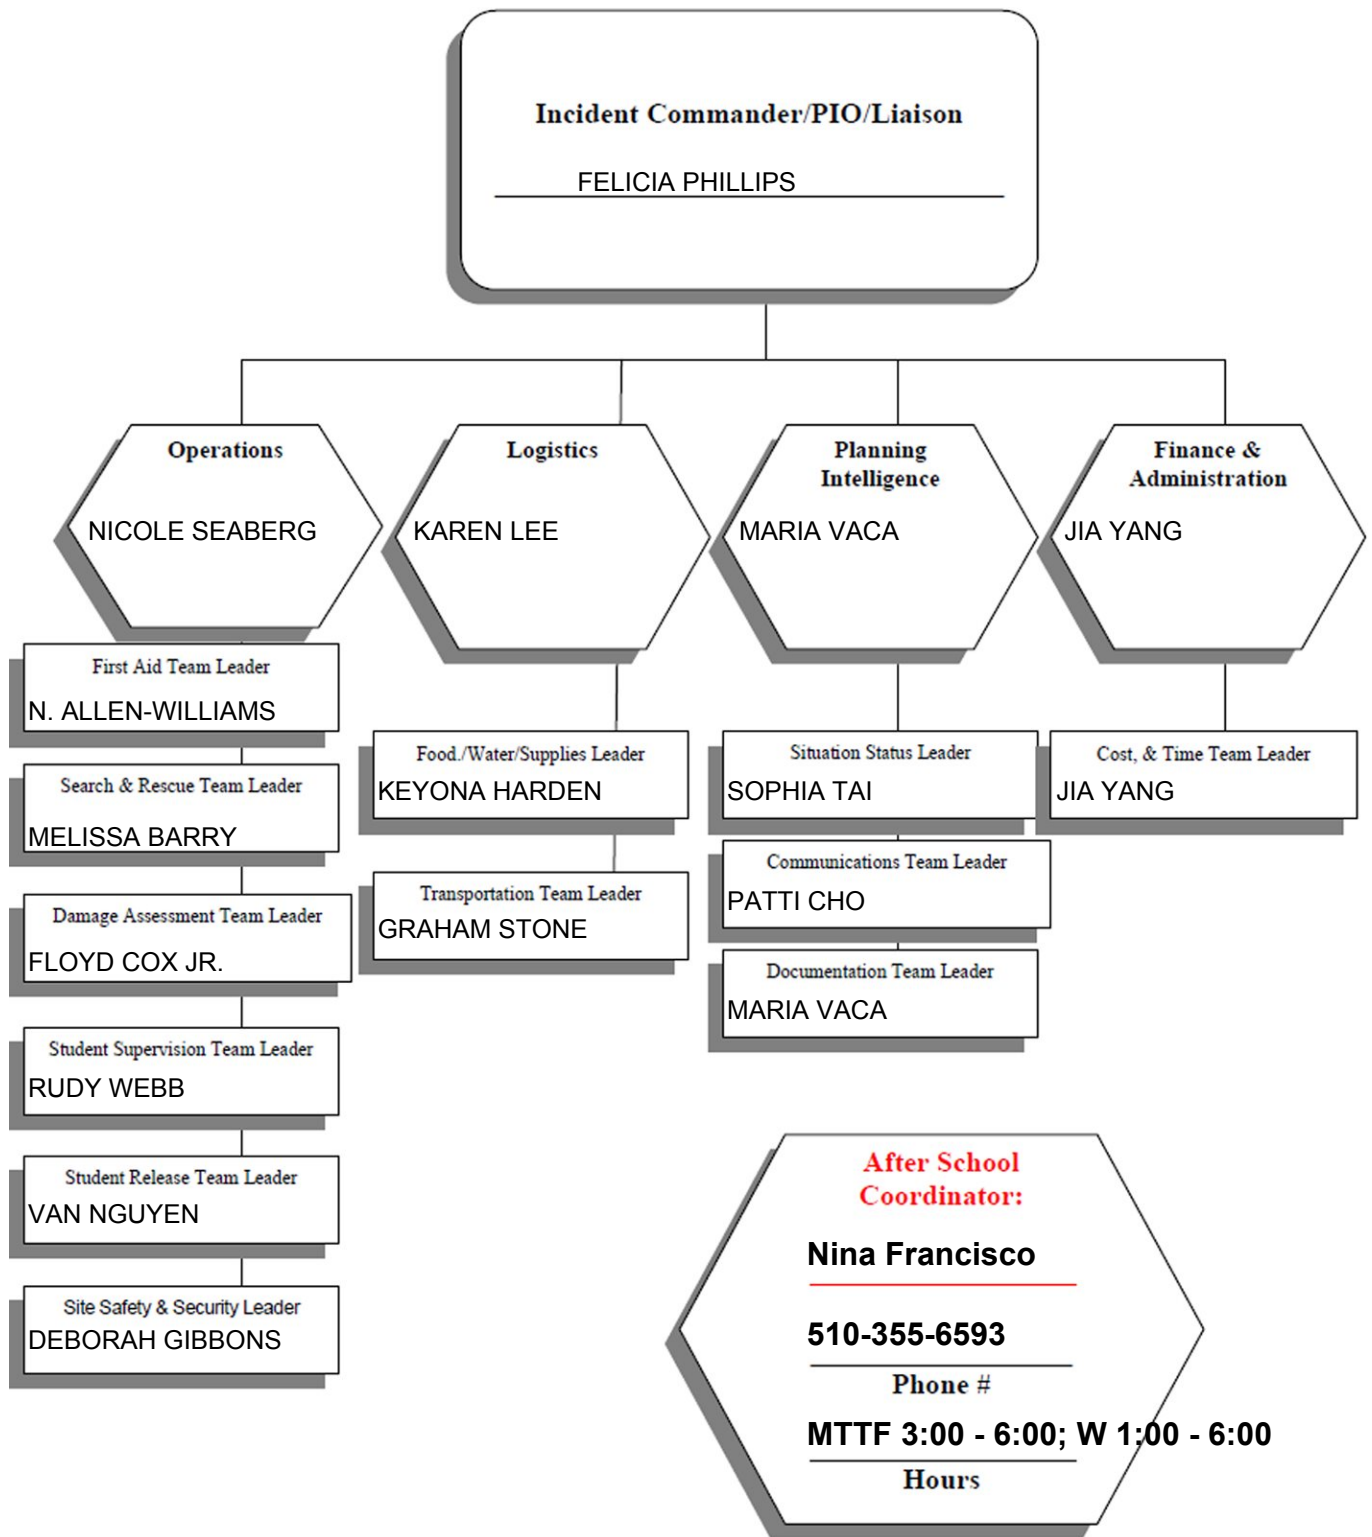 Incident Commander/PIO/Liaison
FELICIA PHILLIPS
Operations
NICOLE SEABERG
First Aid Team Leader
N. ALLEN-WILLIAMS
Search & Rescue Team Leader
MELISSA BARRY
Damage Assessment Team Leader
FLOYD COX JR.
Student Supervision Team Leader
RUDY WEBB
Student Release Team Leader
VAN NGUYEN
Site Safety & Security Leader
DEBORAH GIBBONS
Logistics
KAREN LEE
Food./Water/Supplies Leader
KEYONA HARDEN
Transportation Team Leader
GRAHAM STONE
Planning
Intelligence
MARIA VACA
Situation Status Leader
SOPHIA TAI
Communications Team Leader
PATTI CHO
Documentation Team Leader
MARIA VACA
Finance &
Administration
JIA YANG
Cost, & Time Team Leader
JIA YANG
After School
Coordinator:
Nina Francisco
510-355-6593
Phone #
MTTF 3:00 - 6:00; W 1:00 - 6:00
Hours